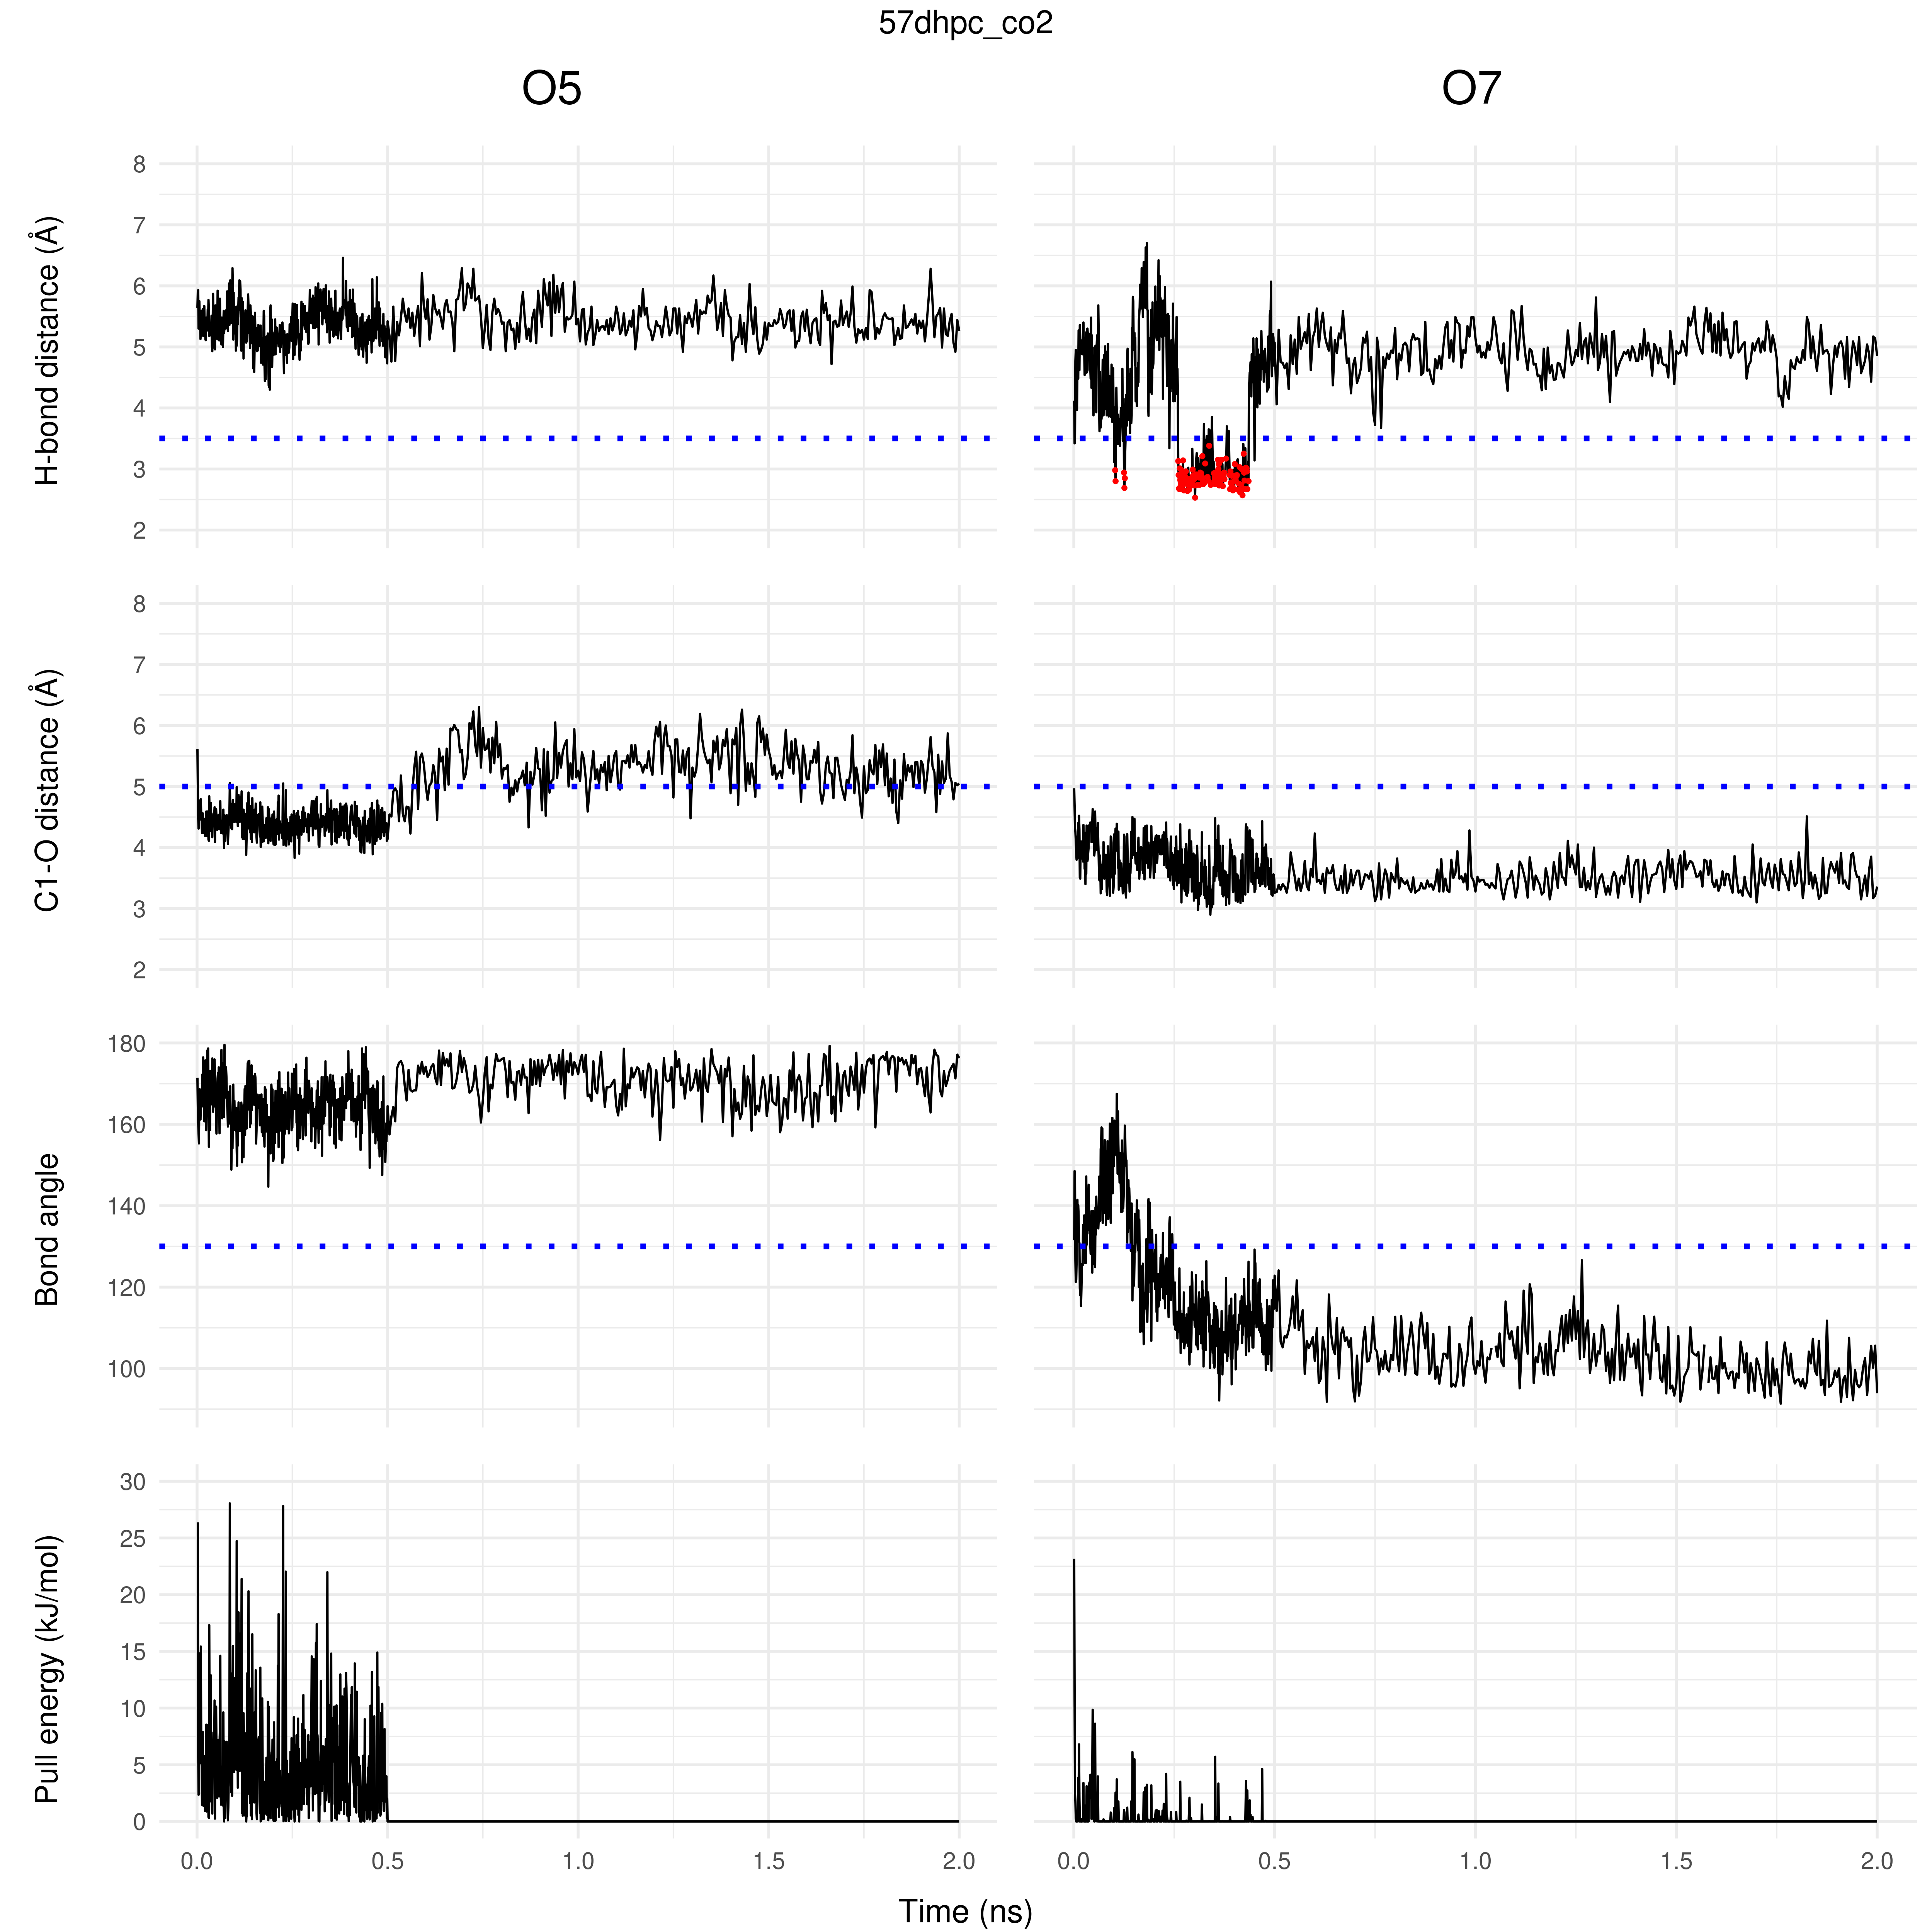 57dhpc_co2
O5
O7
H-bond distance (Å)
8
7
6
5
4
3
2
C1-O distance (Å)
8
7
6
5
4
3
2
Bond angle
180
160
140
120
100
Pull energy (kJ/mol)
30
25
20
15
10
5
0
0.0 0.5 1.0 1.5 2.0
0.0 0.5 1.0 1.5 2.0
Time (ns)